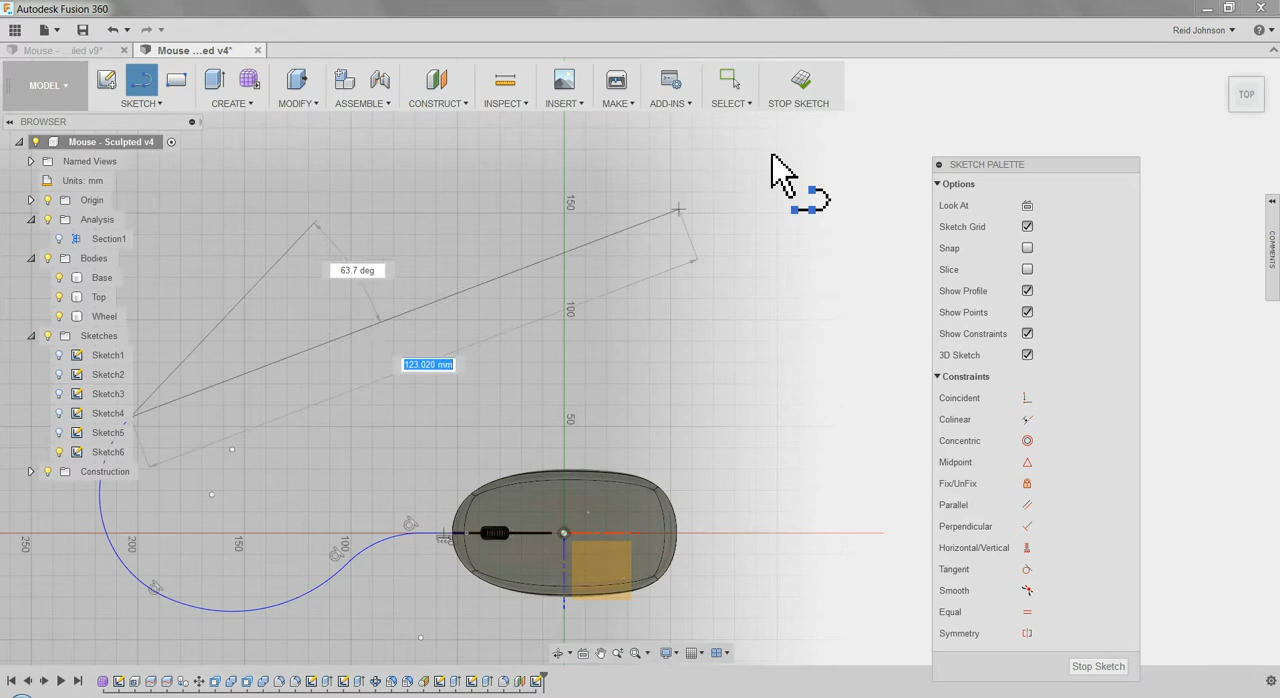 Autodesk Fusion 360
Reid Johnson
Mouse - ...iled v9*
Mouse ...ed v4*
MODEL
SKETCH
CREATE
MODIFY
ASSEMBLE
CONSTRUCT
INSPECT
INSERT
MAKE
ADD-INS
SELECT
STOP SKETCH
TOP
BROWSER
Mouse - Sculpted v4
Named Views
Units: mm
Origin
Analysis
Section1
Bodies
Base
Top
Wheel
Sketches
Sketch1
Sketch2
Sketch3
Sketch4
Sketch5
Sketch6
Construction
63.7 deg
123.020 mm
150
100
50
250
200
150
100
SKETCH PALETTE
Options
Look At
Sketch Grid
Snap
Slice
Show Profile
Show Points
Show Constraints
3D Sketch
Constraints
Coincident
Colinear
Concentric
Midpoint
Fix/UnFix
Parallel
Perpendicular
Horizontal/Vertical
Tangent
Smooth
Equal
Symmetry
Stop Sketch
COMMENTS